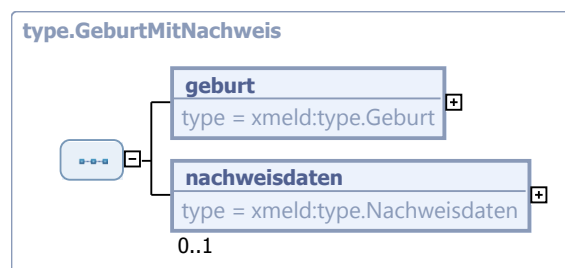 type.GeburtMitNachweis
geburt
type = xmeld:type.Geburt
nachweisdaten
type = xmeld:type.Nachweisdaten
0..1